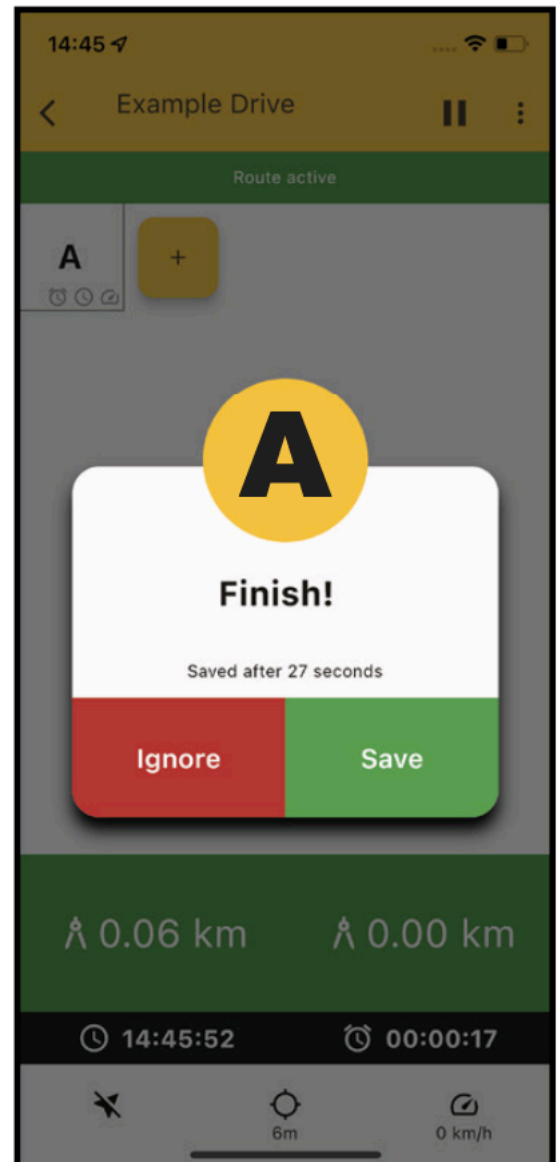 14:45
Example Drive
Route active
A
+
A
Finish!
Saved after 27 seconds
Ignore
Save
0.06 km
0.00 km
14:45:52
00:00:17
6m
0 km/h